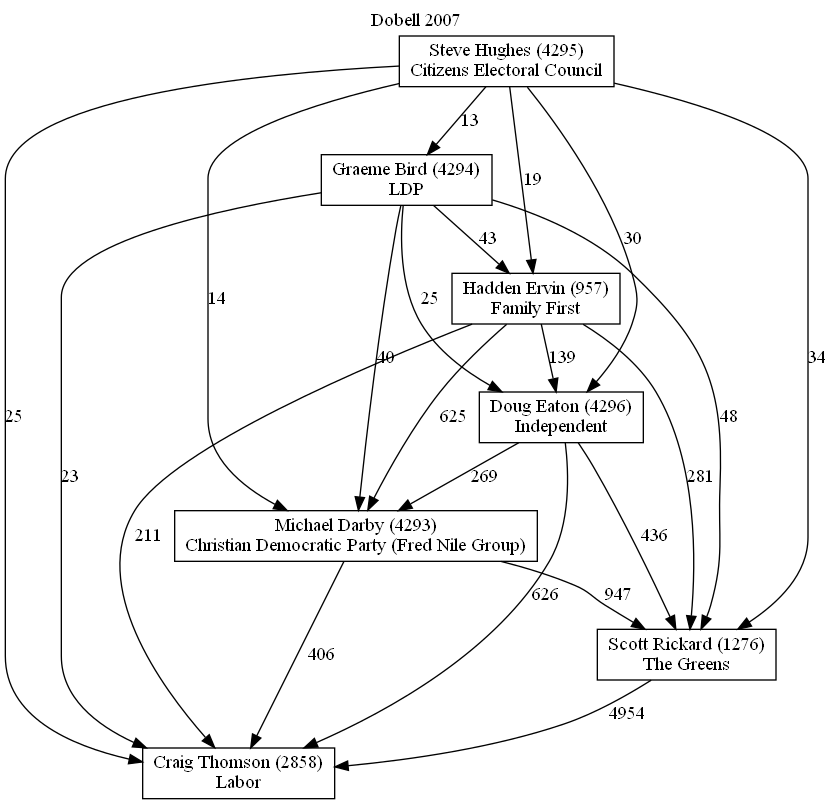 Dobell 2007
Steve Hughes (4295)
Citizens Electoral Council
13
Graeme Bird (4294)
LDP
19
30
43
Hadden Ervin (957)
Family First
14
25
40
139
34
Doug Eaton (4296)
Independent
25
23
625
48
269
281
Michael Darby (4293)
Christian Democratic Party (Fred Nile Group)
211
436
626
947
Scott Rickard (1276)
The Greens
406
4954
Craig Thomson (2858)
Labor